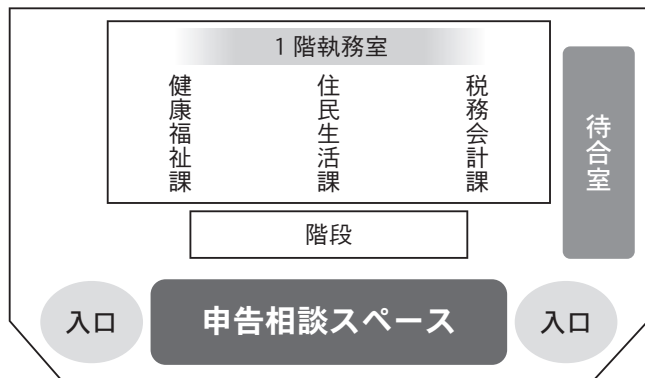 1階執務室
健康福祉課
住民生活課
税務会計課
待合室
階段
入口
申告相談スペース
入口